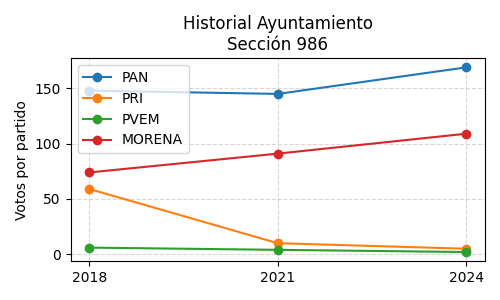 Historial Ayuntamiento
Sección 986
PAN
PRI
PVEM
MORENA
Votos por partido
150
100
50
0
2018
2021
2024